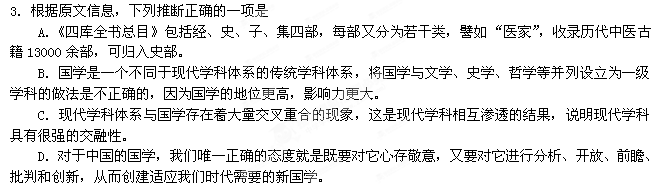 3．根据原文信息，下列推断正确的一项是
A.《四库全书总目》包括经、史、子、集四部，每部又分为若干类，譬如“医家”，收录历代中医古
籍 13000 余部，可归入史部。
B．国学是一个不同于现代学科体系的传统学科体系，将国学与文学、史学、哲学等并列设立为一级
学科的做法是不正确的，因为国学的地位更高，影响力更大。
C．现代学科体系与国学存在着大量交叉重合的现象，这是现代学科相互渗透的结果，说明现代学科
具有很强的交融性。
D．对于中国的国学，我们唯一正确的态度就是既要对它心存敬意，又要对它进行分析、开放、前瞻、
批判和创新，从而创建适应我们时代需要的新国学。